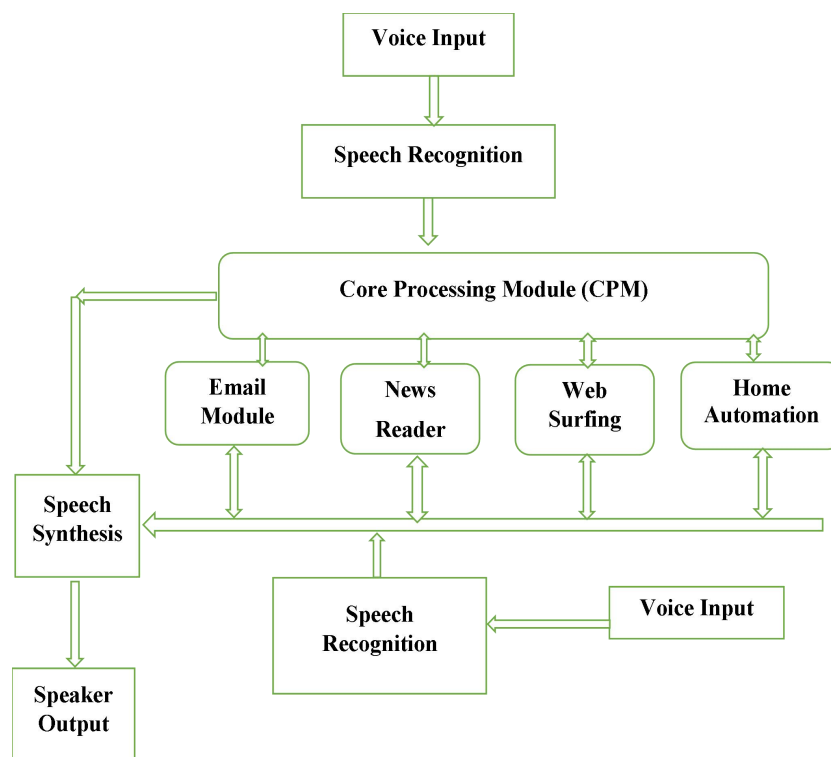 Voice Input
Speech Recognition
Core Processing Module (CPM)
Email
Module
News
Reader
Web
Surfing
Home
Automation
Speech
Synthesis
Speech
Recognition
Voice Input
Speaker
Output